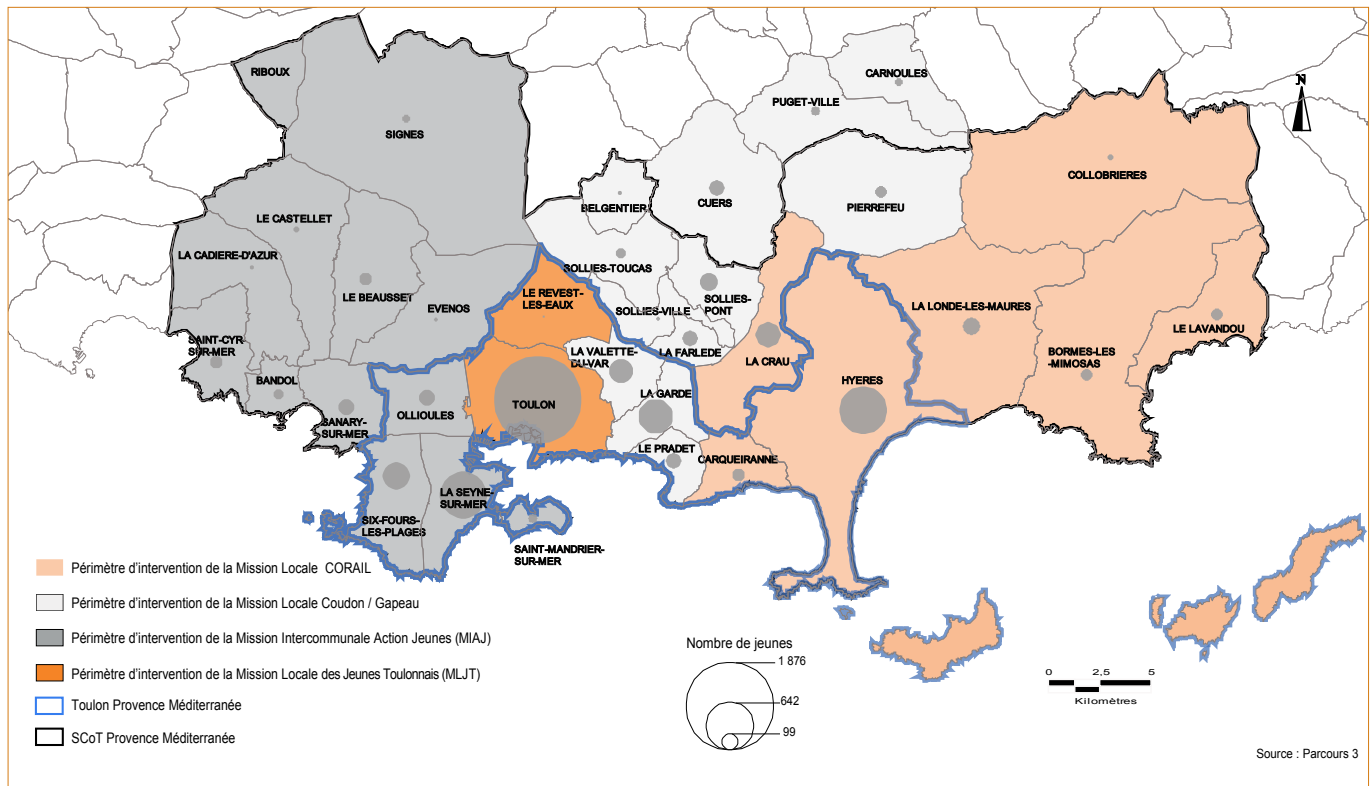 RIBOUX
CARNOULES
PUGET-VILLE
N
SIGNES
COLLOBRIERES
BELGENTIER
CUERS
PIERREFEU
LE CASTELLET
LA CADIERE-D'AZUR
SOLLIES-TOUCAS
LE BEAUSSET
EVENOS
LE REVEST-
LES-EAUX
SOLLIES-
PONT
SOLLIES-VILLE
LA LONDE-LES-MAURES
LE LAVANDOU
SAINT-CYR
SUR-MER
LA VALETTE-
DU-VAR
LA FARLEDE
LA CRAU
BORMES-LES
-MIMOSAS
BANDOL
HYERES
OLLIOULES
TOULON
LA GARDE
SANARY-
SUR-MER
LE PRADET
CARQUEIRANNE
LA SEYNE-
SUR-MER
SIX-FOURS-
LES-PLAGES
SAINT-MANDRIER-
SUR-MER
Périmètre d'intervention de la Mission Locale CORAIL
Périmètre d'intervention de la Mission Locale Coudon / Gapeau
Périmètre d'intervention de la Mission Intercommunale Action Jeunes (MIAJ)
Périmètre d'intervention de la Mission Locale des Jeunes Toulonnais (MLJT)
Toulon Provence Méditerranée
SCoT Provence Méditerranée
Nombre de jeunes
1 876
642
99
0 2,5 5
Kilomètres
Source : Parcours 3